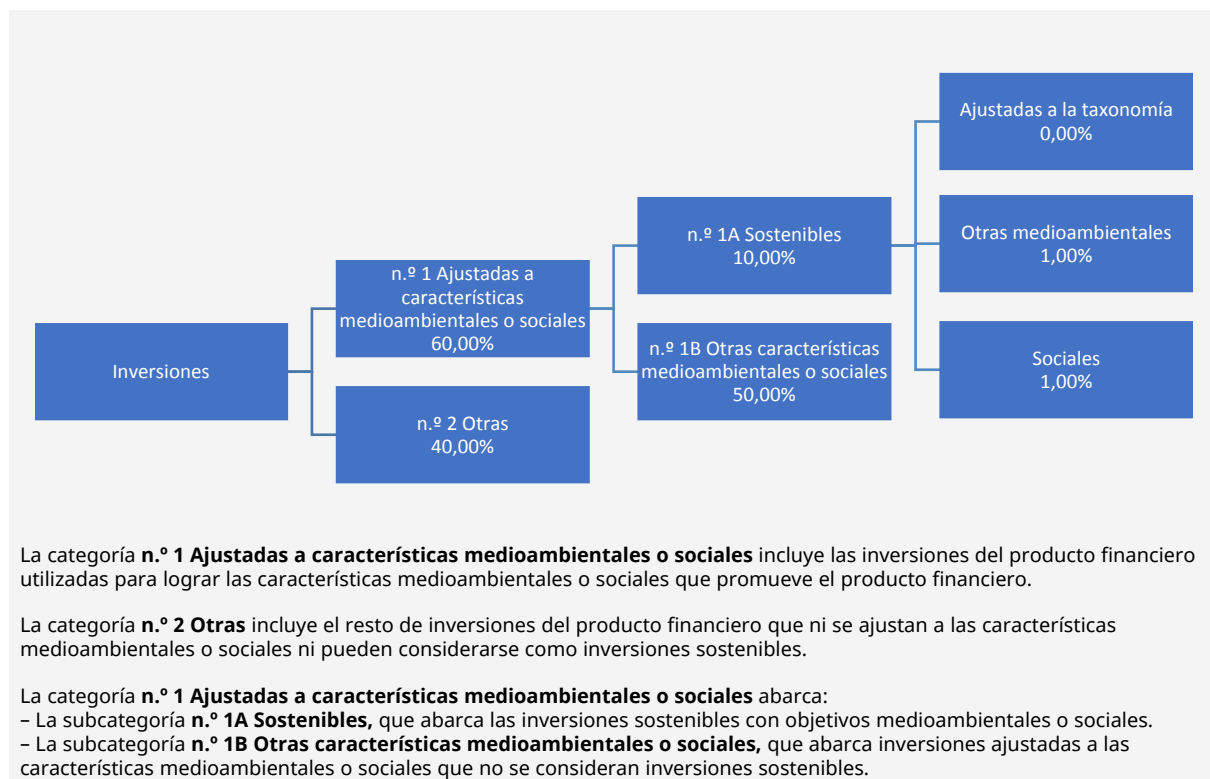 Inversiones
n.º 1 Ajustadas a
características
medioambientales o sociales
60,00%
n.º 2 Otras
40,00%
n.º 1A Sostenibles
10,00%
n.º 1B Otras características
medioambientales o sociales
50,00%
Ajustadas a la taxonomía
0,00%
Otras medioambientales
1,00%
Sociales
1,00%
La categoría n.º 1 Ajustadas a características medioambientales o sociales incluye las inversiones del producto financiero
utilizadas para lograr las características medioambientales o sociales que promueve el producto financiero.
La categoría n.º 2 Otras incluye el resto de inversiones del producto financiero que ni se ajustan a las características
medioambientales o sociales ni pueden considerarse como inversiones sostenibles.
La categoría n.º 1 Ajustadas a características medioambientales o sociales abarca:
– La subcategoría n.º 1A Sostenibles, que abarca las inversiones sostenibles con objetivos medioambientales o sociales.
– La subcategoría n.º 1B Otras características medioambientales o sociales, que abarca inversiones ajustadas a las
características medioambientales o sociales que no se consideran inversiones sostenibles.